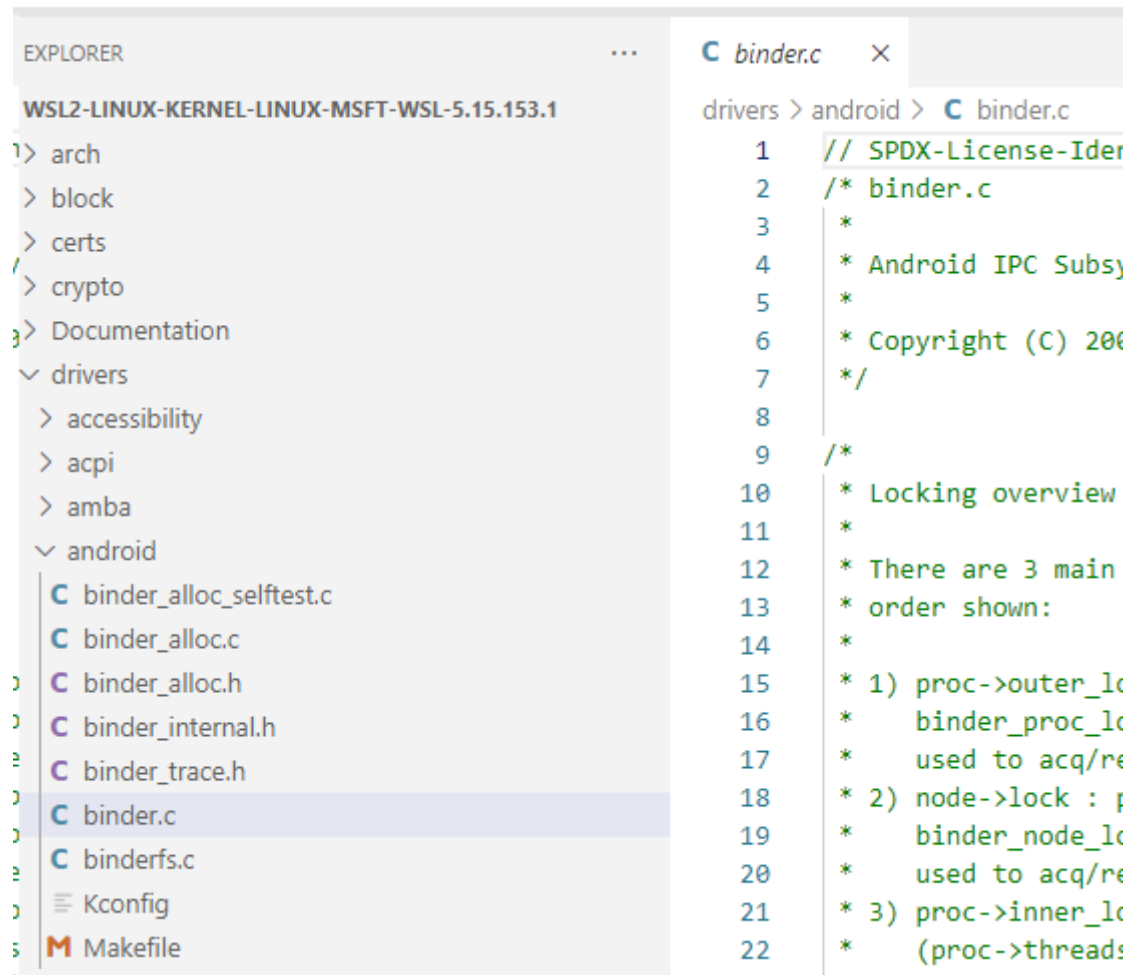 EXPLORER
...
WSL2-LINUX-KERNEL-LINUX-MSFT-WSL-5.15.153.1
> arch
> block
> certs
> crypto
> Documentation
drivers
> accessibility
> acpi
> amba
android
C binder_alloc_selftest.c
C binder_alloc.c
C binder_alloc.h
C binder_internal.h
C binder_trace.h
C binder.c
C binderfs.c
Kconfig
M Makefile
C binder.c ×
drivers > android > C binder.c
1 // SPDX-License-Ider
2 /* binder.c
3 *
4 * Android IPC Subsy
5 *
6 * Copyright (C) 200
7 */
8
9 /*
10 * Locking overview
11 *
12 * There are 3 main
13 * order shown:
14 *
15 * 1) proc->outer_lo
16 * binder_proc_lo
17 * used to acq/re
18 * 2) node->lock : p
19 * binder_node_lo
20 * used to acq/re
21 * 3) proc->inner_lo
22 * (proc->threads